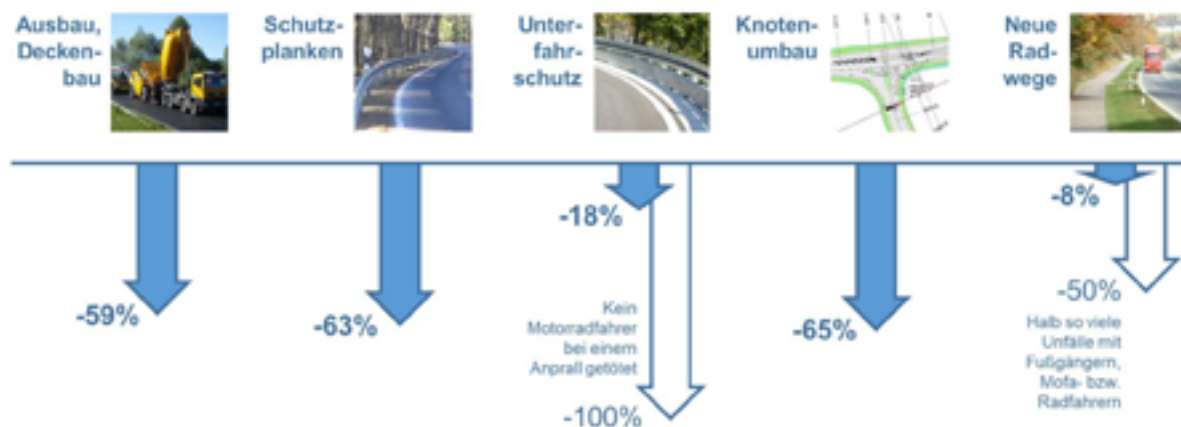 Ausbau,
Decken-
bau
Schutz-
planken
Unter-
fahr-
schutz
Knoten-
umbau
Neue
Rad-
wege
-59%
-63%
-18%
Kein
Motorradfahrer
bei einem
Anprall getötet
-100%
-65%
-8%
-50%
Halb so viele
Unfälle mit
Fußgängern,
Mofa- bzw.
Radfahrern